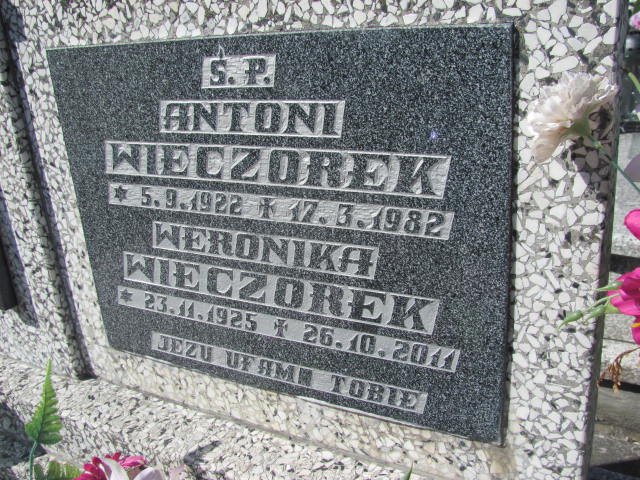 Ś. P.
ANTONI
WIECZOREK
* 5.9.1922 ✝ 17.3.1982
WERONIKA
WIECZOREK
* 23.11.1925 ✝ 26.10.2011
JEZU UFAMY TOBIE